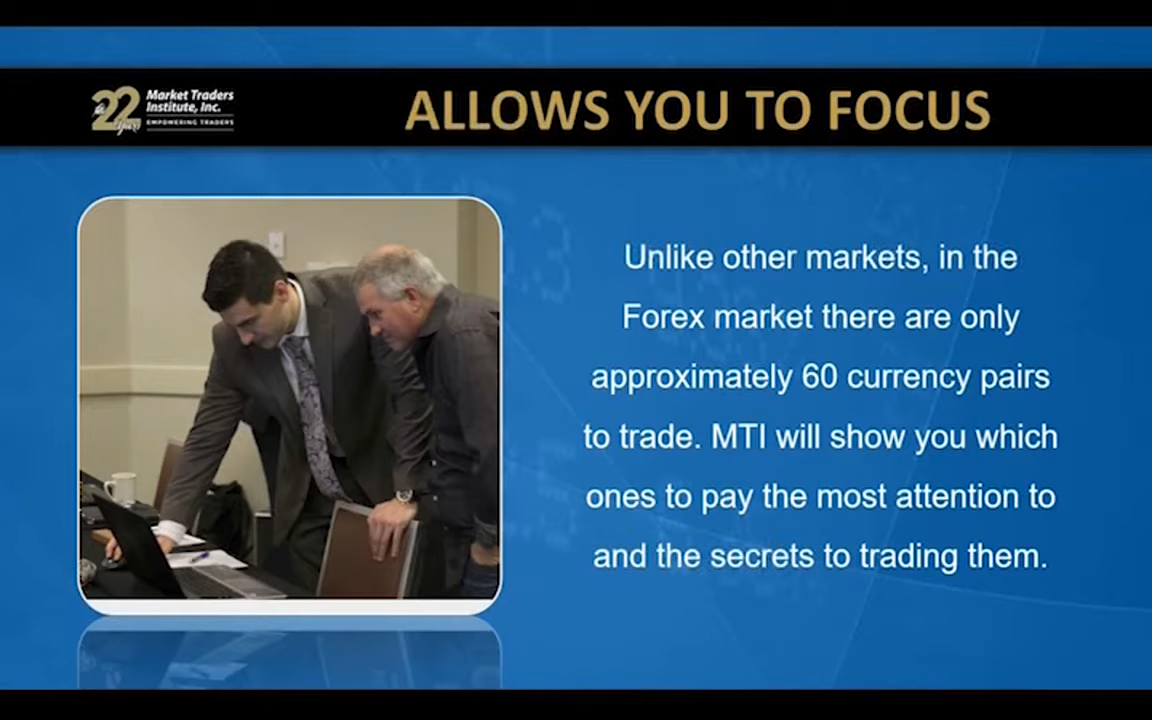 22
Years
Market Traders
Institute, Inc.
EMPOWERING TRADERS
ALLOWS YOU TO FOCUS
Unlike other markets, in the
Forex market there are only
approximately 60 currency pairs
to trade. MTI will show you which
ones to pay the most attention to
and the secrets to trading them.